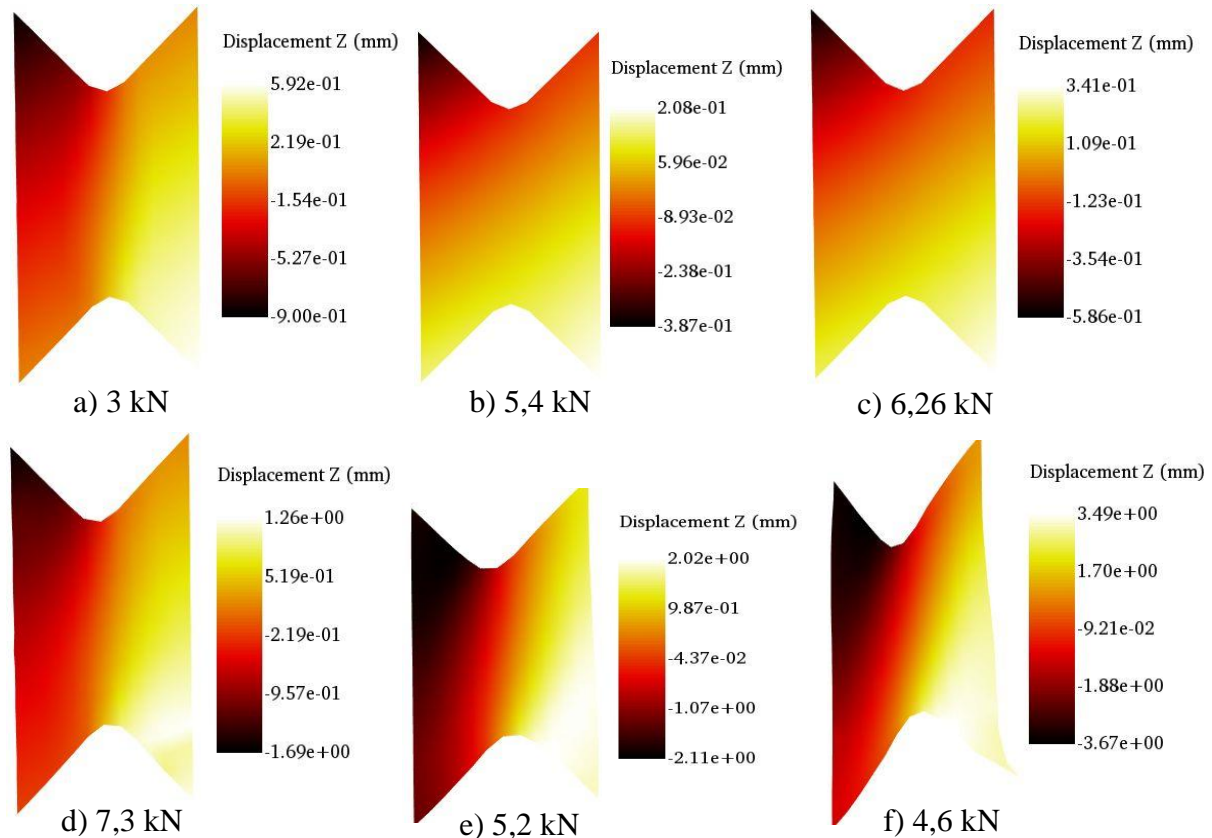 Displacement Z (mm)
5.92e-01
2.19e-01
-1.54e-01
-5.27e-01
-9.00e-01
a) 3 kN
Displacement Z (mm)
2.08e-01
5.96e-02
-8.93e-02
-2.38e-01
-3.87e-01
b) 5,4 kN
Displacement Z (mm)
3.41e-01
1.09e-01
-1.23e-01
-3.54e-01
-5.86e-01
c) 6,26 kN
Displacement Z (mm)
1.26e+00
5.19e-01
-2.19e-01
-9.57e-01
-1.69e+00
d) 7,3 kN
Displacement Z (mm)
2.02e+00
9.87e-01
-4.37e-02
-1.07e+00
-2.11e+00
e) 5,2 kN
Displacement Z (mm)
3.49e+00
1.70e+00
-9.21e-02
-1.88e+00
-3.67e+00
f) 4,6 kN